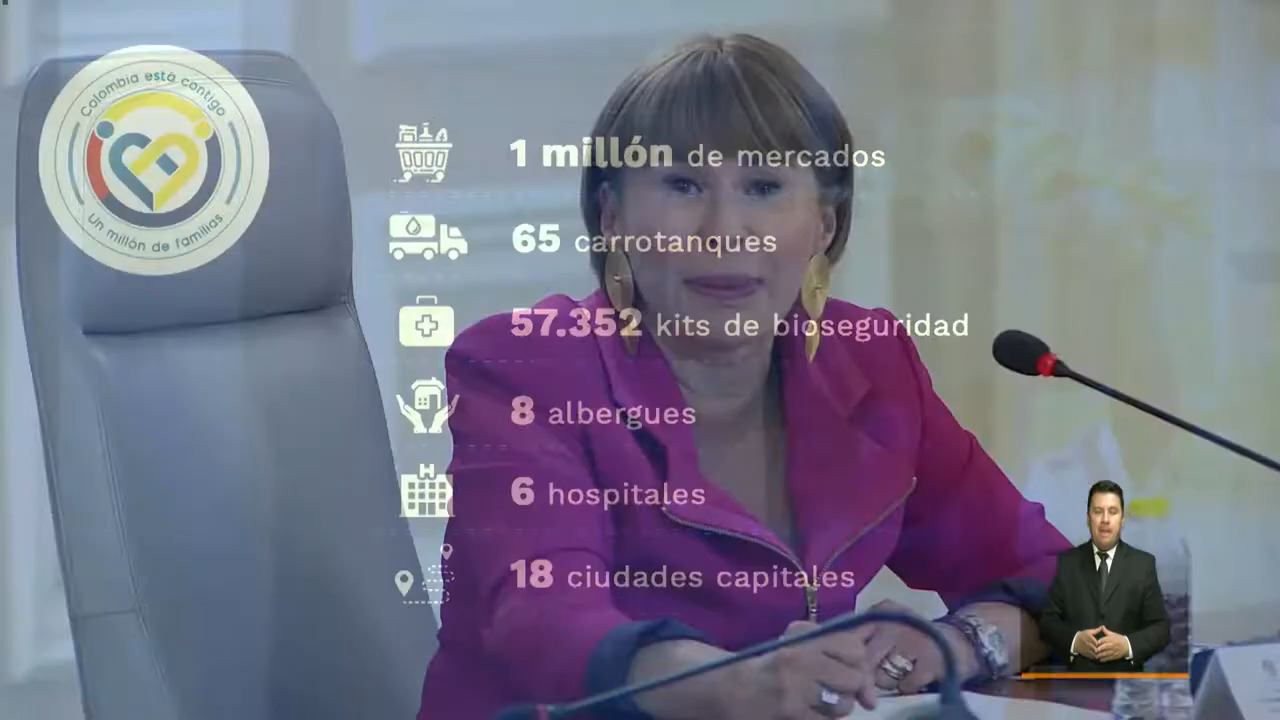 Colombia está contigo
Un millón de familias
1 millón de mercados
65 carrotanques
57.352 kits de bioseguridad
8 albergues
H
6 hospitales
18 ciudades capitales